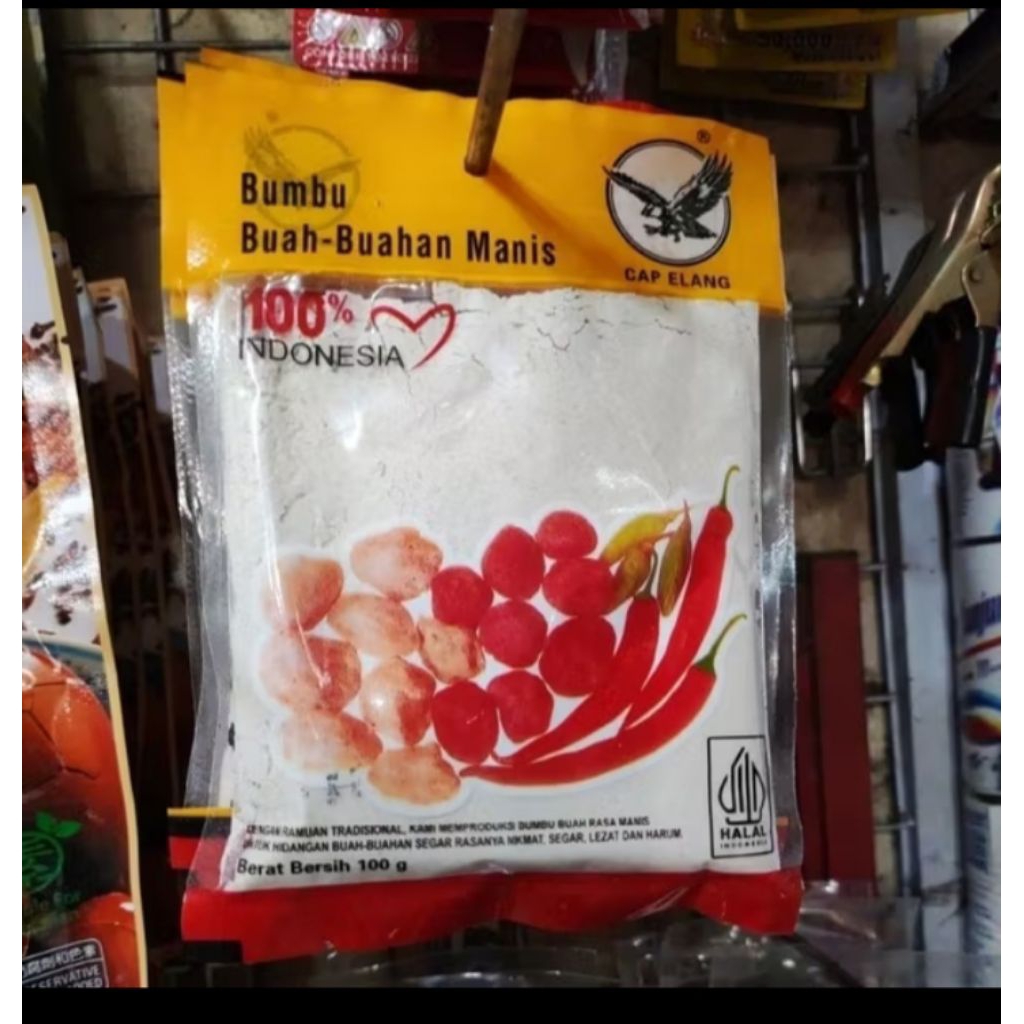 Bumbu
Buah-Buahan Manis
®
CAP ELANG
100%
INDONESIA
RAMUAN TRADISIONAL, KAMI MEMPRODUKSI BUMBU BUAH RASA MANIS
HIDANGAN BUAH-BUAHAN SEGAR RASANYA NIKMAT, SEGAR, LEZAT DAN HARUM.
Berat Bersih 100 g
HALAL
INDONESIA